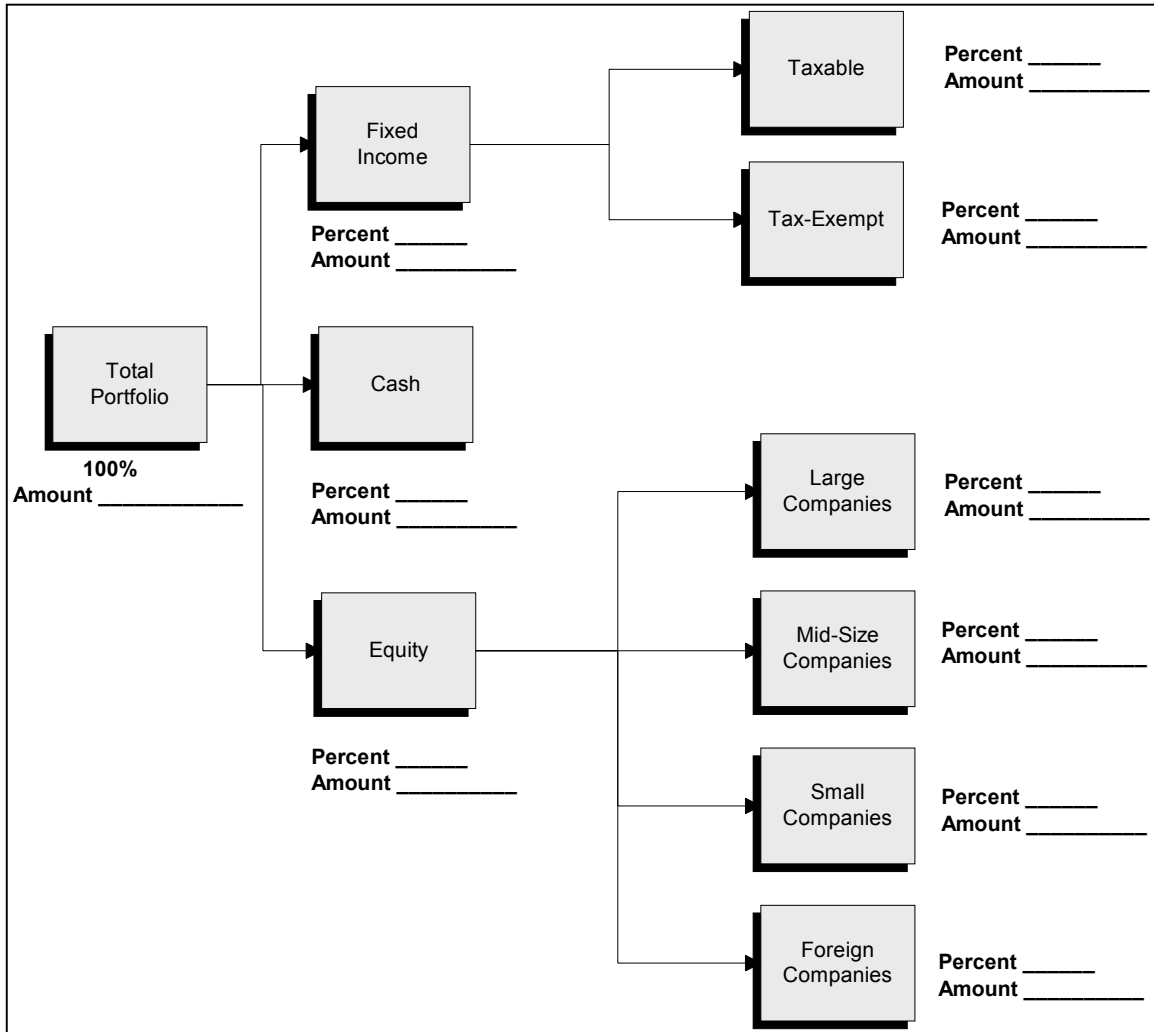 Taxable
Percent ______
Amount __________
Fixed
Income
Percent ______
Amount __________
Tax-Exempt
Percent ______
Amount __________
Total
Portfolio
100%
Amount ____________
Cash
Percent ______
Amount __________
Large
Companies
Percent ______
Amount __________
Equity
Percent ______
Amount __________
Mid-Size
Companies
Percent ______
Amount __________
Small
Companies
Percent ______
Amount __________
Foreign
Companies
Percent ______
Amount __________